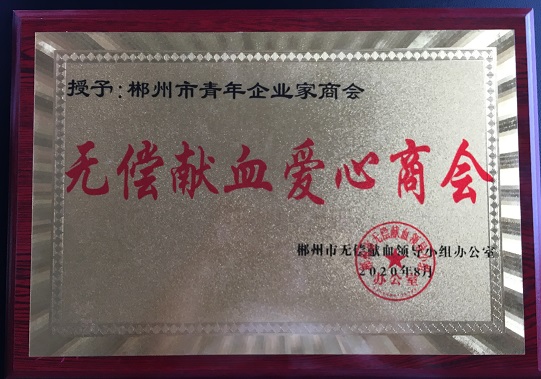 授予：郴州市青年企业家商会
无偿献血爱心商会
郴州市无偿献血领导小组办公室
2020年8月
办公室